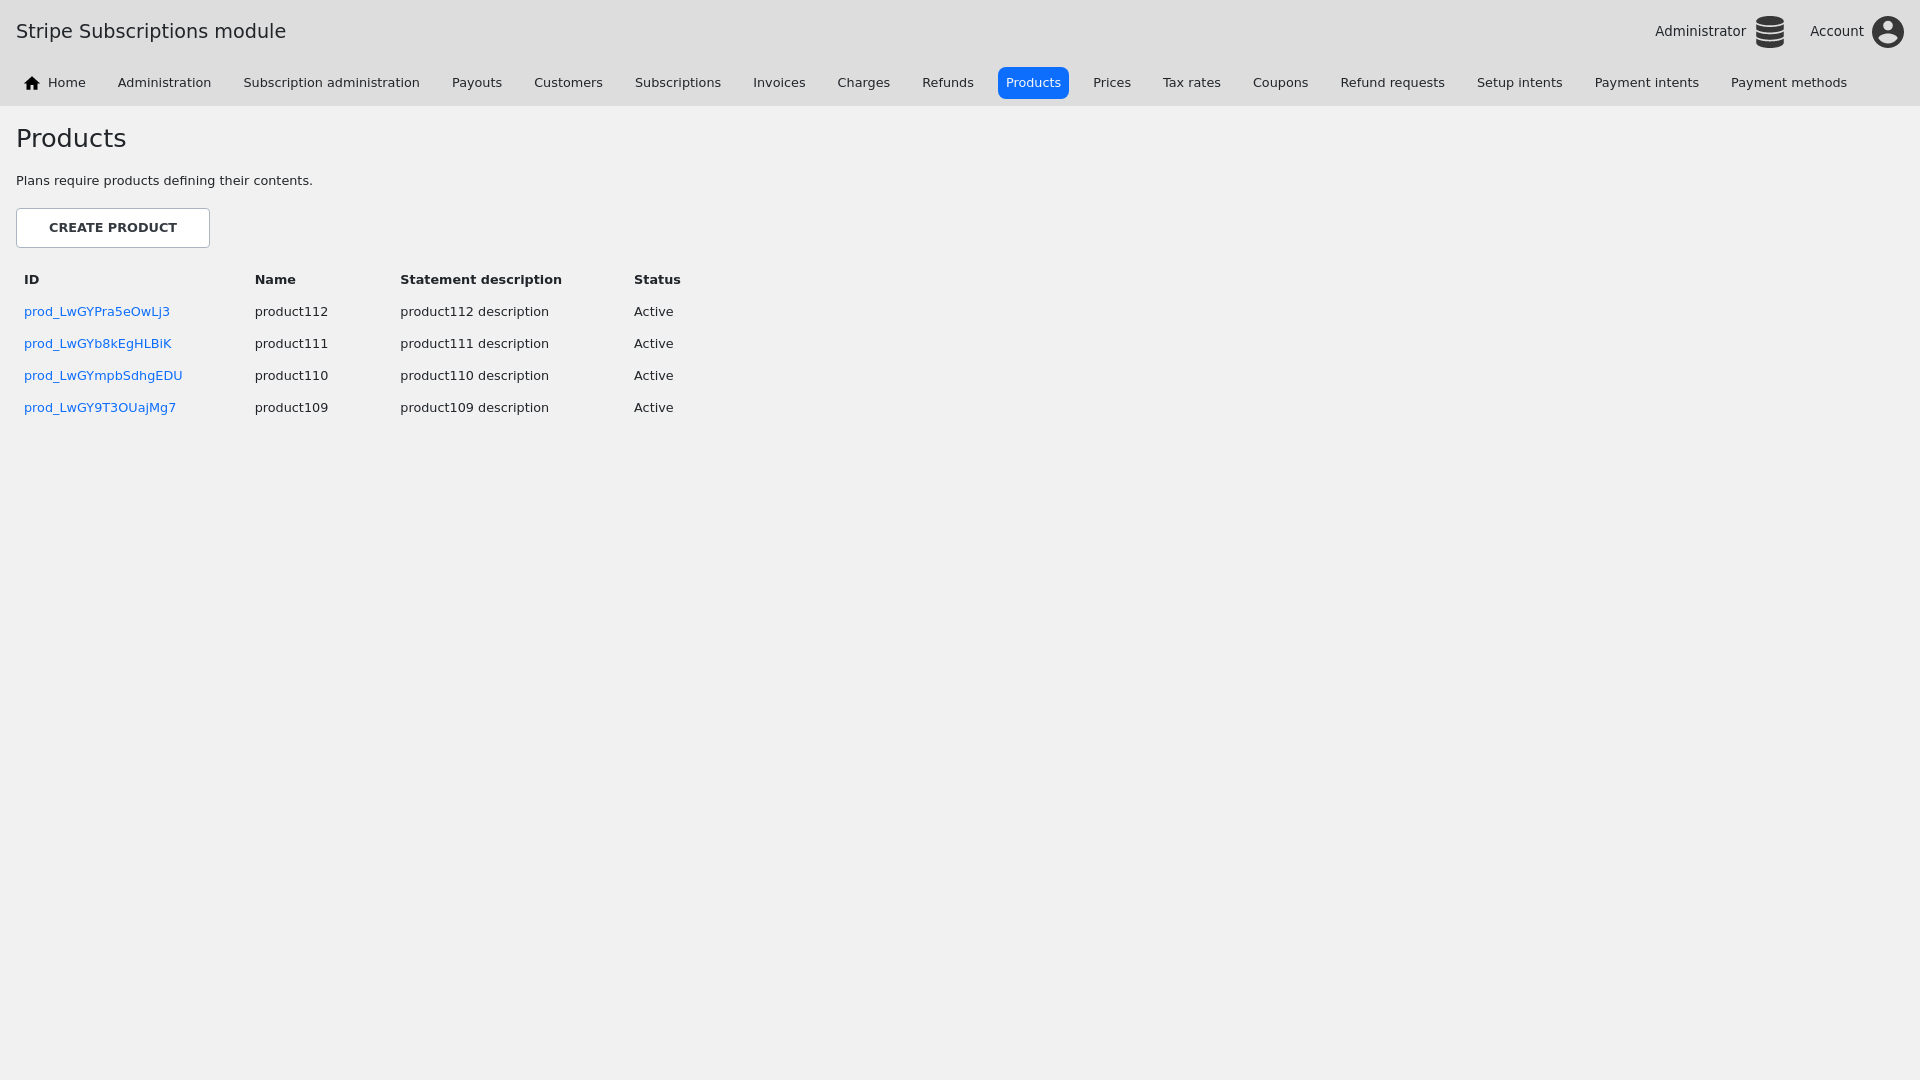 Stripe Subscriptions module
Administrator Account
Home Administration Subscription administration Payouts Customers Subscriptions Invoices Charges Refunds Products Prices Tax rates Coupons Refund requests Setup intents Payment intents Payment methods
Products
Plans require products defining their contents.
CREATE PRODUCT
ID Name Statement description Status
prod_LwGYPra5eOwLj3 product112 product112 description Active
prod_LwGYb8kEgHLBiK product111 product111 description Active
prod_LwGYmpbSdhgEDU product110 product110 description Active
prod_LwGY9T3OUajMg7 product109 product109 description Active